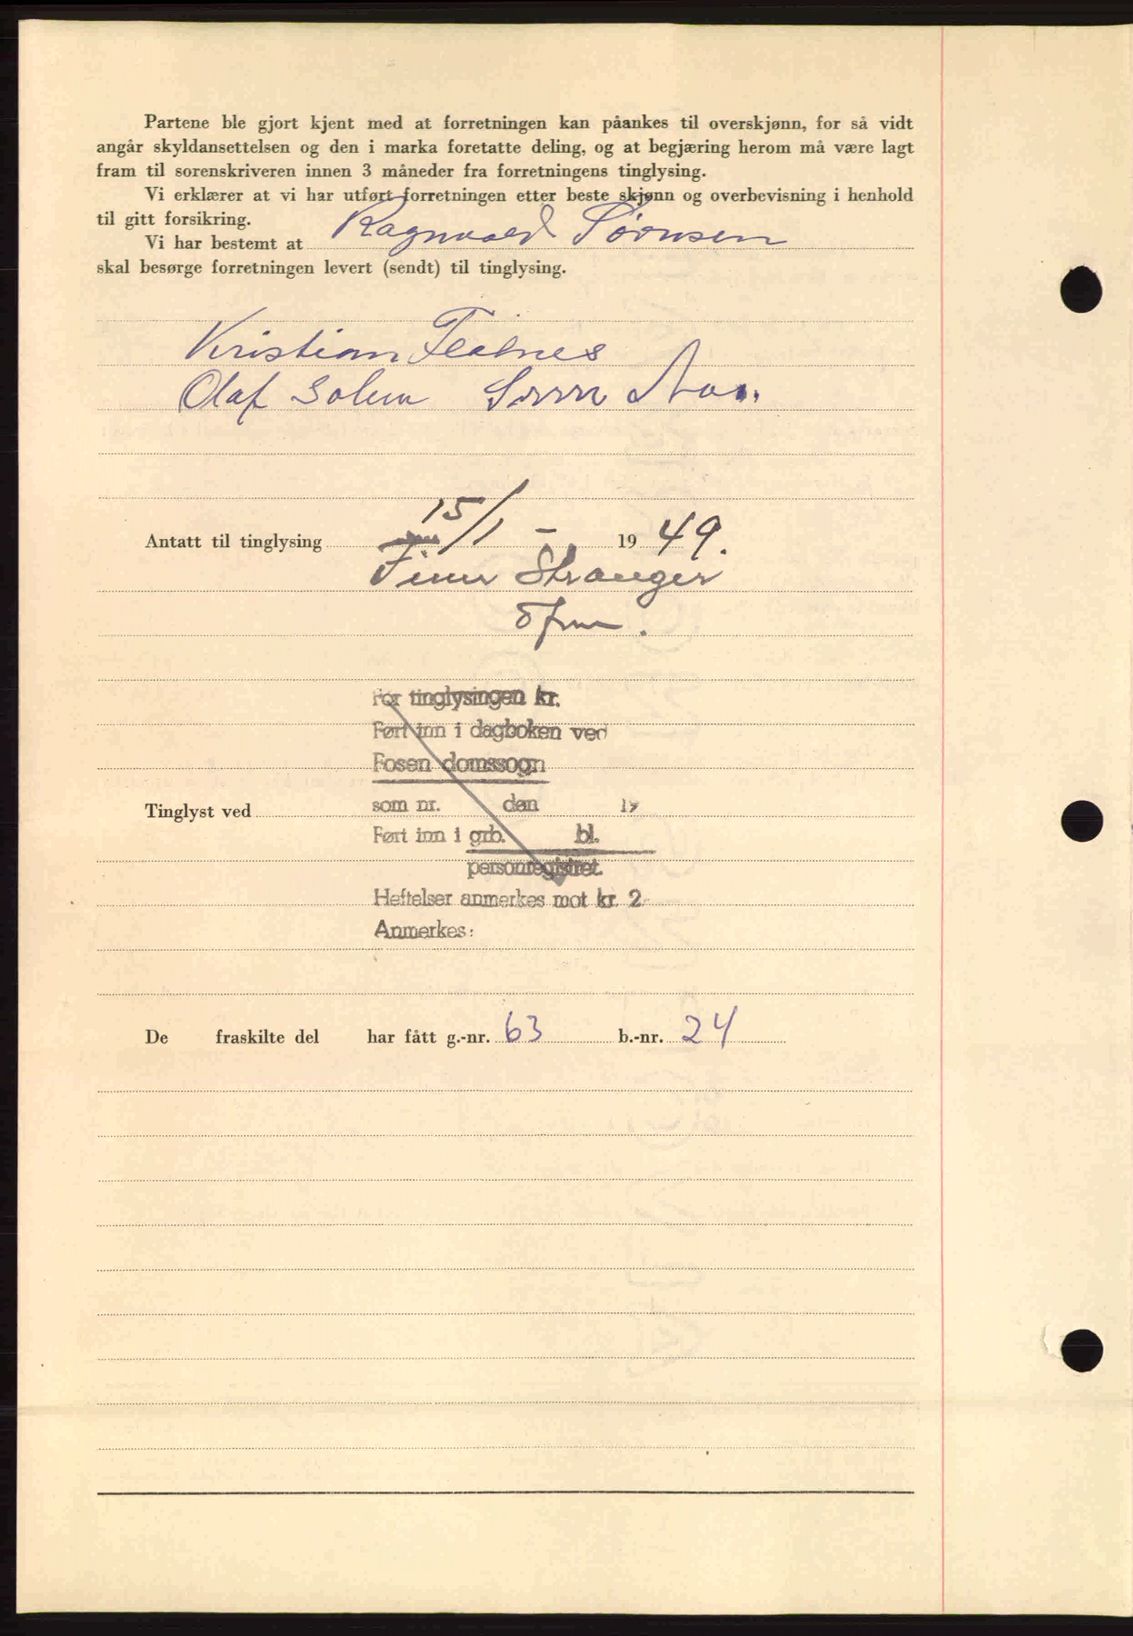 Partene ble gjort kjent med at forretningen kan påankes til overskjønn, for så vidt
angår skyldansettelsen og den i marka foretatte deling, og at begjæring herom må være lagt
fram til sorenskriveren innen 3 måneder fra forretningens tinglysing.
Vi erklærer at vi har utført forretningen etter beste skjønn og overbevisning i henhold
til gitt forsikring.
Vi har bestemt at Ragnvald Sørensen
skal besørge forretningen levert (sendt) til tinglysing.
Kristian
Olaf Solem
Antatt til tinglysing 15/1 - 1949.
Finn Stranger
For tinglysingen kr.
Ført inn i dagboken ved
Fosen domssogn
Tinglyst ved som nr. den 19
Ført inn i grb. bl.
personregistret.
Heftelser anmerkes mot kr. 2
Anmerkes:
De fraskilte del har fått g.-nr. 63 b.-nr. 24